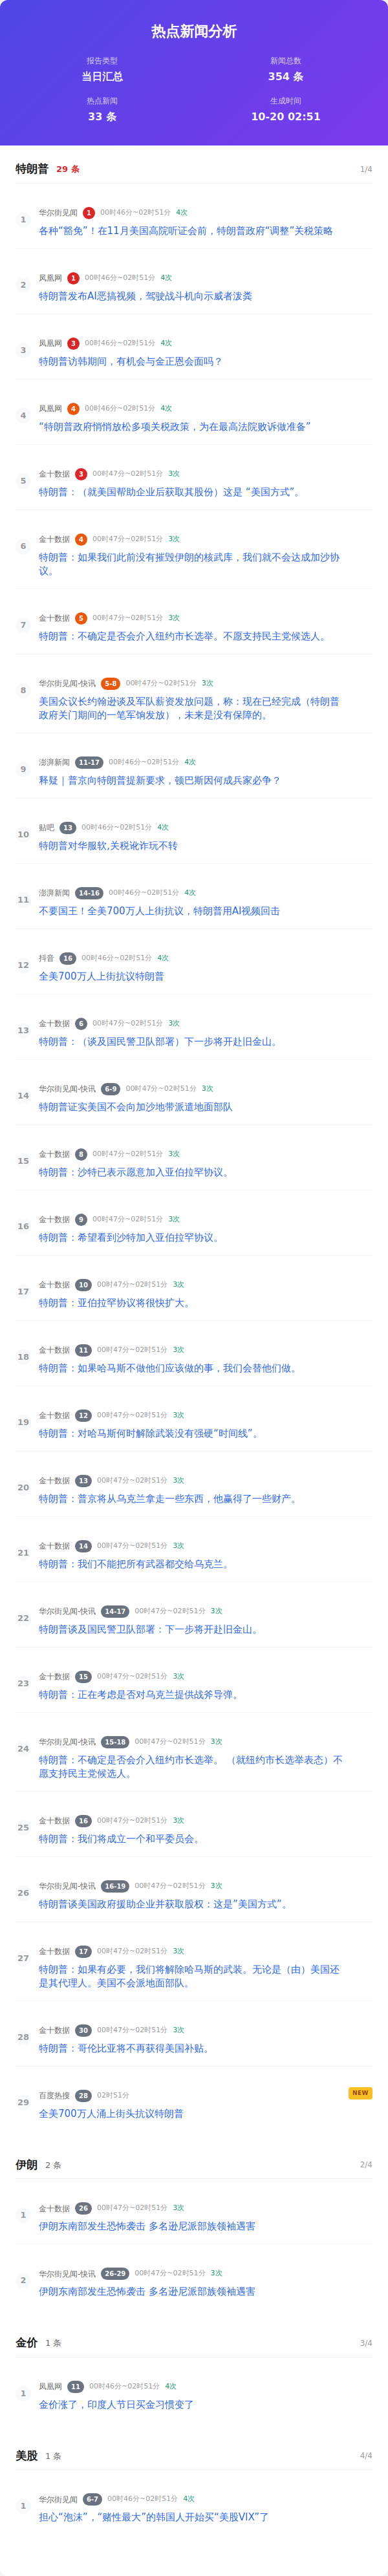 热点新闻分析
报告类型
当日汇总
新闻总数
354 条
热点新闻
33 条
生成时间
10-20 02:51
特朗普 29 条 1/4
1 华尔街见闻 1 00时46分~02时51分 4次
各种“豁免”！在11月美国高院听证会前，特朗普政府“调整”关税策略
2 凤凰网 1 00时46分~02时51分 4次
特朗普发布AI恶搞视频，驾驶战斗机向示威者泼粪
3 凤凰网 3 00时46分~02时51分 4次
特朗普访韩期间，有机会与金正恩会面吗？
4 凤凰网 4 00时46分~02时51分 4次
“特朗普政府悄悄放松多项关税政策，为在最高法院败诉做准备”
5 金十数据 3 00时47分~02时51分 3次
特朗普：（就美国帮助企业后获取其股份）这是 “美国方式”。
6 金十数据 4 00时47分~02时51分 3次
特朗普：如果我们此前没有摧毁伊朗的核武库，我们就不会达成加沙协
议。
7 金十数据 5 00时47分~02时51分 3次
特朗普：不确定是否会介入纽约市长选举。不愿支持民主党候选人。
8 华尔街见闻-快讯 5-8 00时47分~02时51分 3次
美国众议长约翰逊谈及军队薪资发放问题，称：现在已经完成（特朗普
政府关门期间的一笔军饷发放），未来是没有保障的。
9 澎湃新闻 11-17 00时46分~02时51分 4次
释疑｜普京向特朗普提新要求，顿巴斯因何成兵家必争？
10 贴吧 13 00时46分~02时51分 4次
特朗普对华服软,关税讹诈玩不转
11 澎湃新闻 14-16 00时46分~02时51分 4次
不要国王！全美700万人上街抗议，特朗普用AI视频回击
12 抖音 16 00时46分~02时51分 4次
全美700万人上街抗议特朗普
13 金十数据 6 00时47分~02时51分 3次
特朗普：（谈及国民警卫队部署）下一步将开赴旧金山。
14 华尔街见闻-快讯 6-9 00时47分~02时51分 3次
特朗普证实美国不会向加沙地带派遣地面部队
15 金十数据 8 00时47分~02时51分 3次
特朗普：沙特已表示愿意加入亚伯拉罕协议。
16 金十数据 9 00时47分~02时51分 3次
特朗普：希望看到沙特加入亚伯拉罕协议。
17 金十数据 10 00时47分~02时51分 3次
特朗普：亚伯拉罕协议将很快扩大。
18 金十数据 11 00时47分~02时51分 3次
特朗普：如果哈马斯不做他们应该做的事，我们会替他们做。
19 金十数据 12 00时47分~02时51分 3次
特朗普：对哈马斯何时解除武装没有强硬“时间线”。
20 金十数据 13 00时47分~02时51分 3次
特朗普：普京将从乌克兰拿走一些东西，他赢得了一些财产。
21 金十数据 14 00时47分~02时51分 3次
特朗普：我们不能把所有武器都交给乌克兰。
22 华尔街见闻-快讯 14-17 00时47分~02时51分 3次
特朗普谈及国民警卫队部署：下一步将开赴旧金山。
23 金十数据 15 00时47分~02时51分 3次
特朗普：正在考虑是否对乌克兰提供战斧导弹。
24 华尔街见闻-快讯 15-18 00时47分~02时51分 3次
特朗普：不确定是否会介入纽约市长选举。 （就纽约市长选举表态）不
愿支持民主党候选人。
25 金十数据 16 00时47分~02时51分 3次
特朗普：我们将成立一个和平委员会。
26 华尔街见闻-快讯 16-19 00时47分~02时51分 3次
特朗普谈美国政府援助企业并获取股权：这是”美国方式”。
27 金十数据 17 00时47分~02时51分 3次
特朗普：如果有必要，我们将解除哈马斯的武装。无论是（由）美国还
是其代理人。美国不会派地面部队。
28 金十数据 30 00时47分~02时51分 3次
特朗普：哥伦比亚将不再获得美国补贴。
29 百度热搜 28 02时51分 NEW
全美700万人涌上街头抗议特朗普
伊朗 2 条 2/4
1 金十数据 26 00时47分~02时51分 3次
伊朗东南部发生恐怖袭击 多名逊尼派部族领袖遇害
2 华尔街见闻-快讯 26-29 00时47分~02时51分 3次
伊朗东南部发生恐怖袭击 多名逊尼派部族领袖遇害
金价 1 条 3/4
1 凤凰网 11 00时46分~02时51分 4次
金价涨了，印度人节日买金习惯变了
美股 1 条 4/4
1 华尔街见闻 6-7 00时46分~02时51分 4次
担心“泡沫”，“赌性最大”的韩国人开始买“美股VIX”了